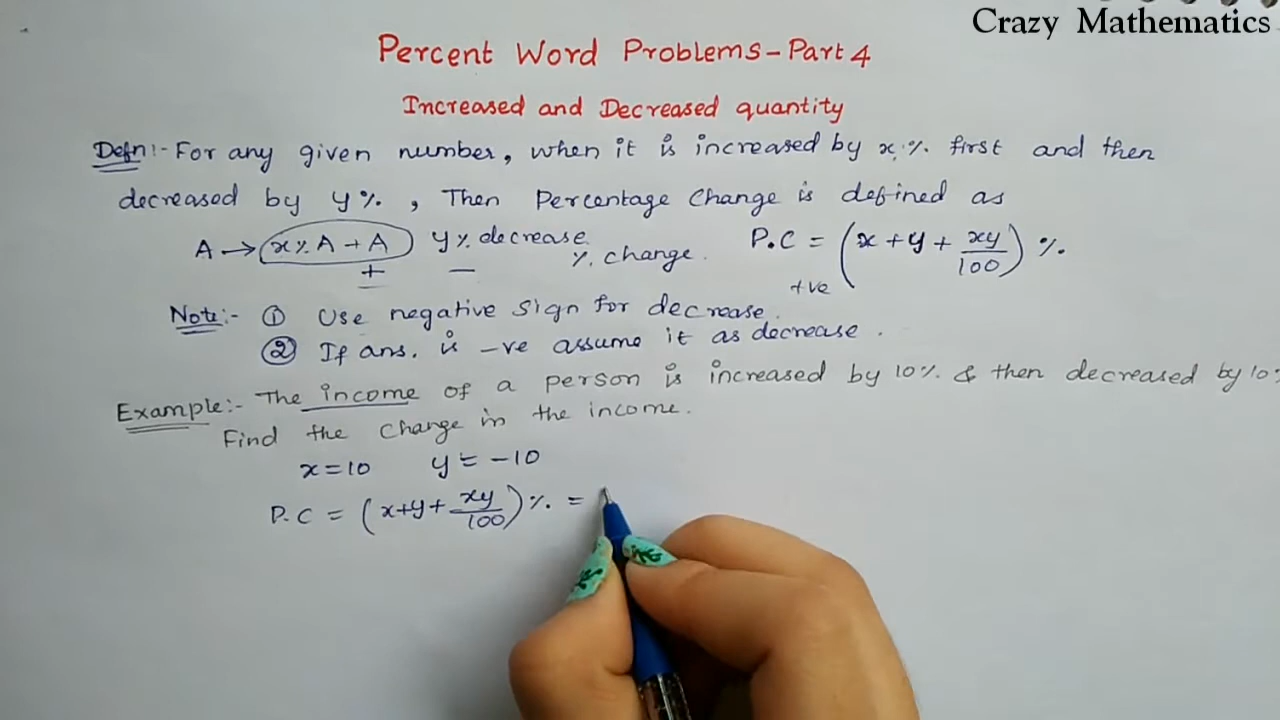 Crazy Mathematics
Percent Word Problems - Part 4
Increased and Decreased quantity
Defn:- For any given number, when it is increased by x% first and then
decreased by y%, Then Percentage Change is defined as
A → x% A + A y% decrease % change. P.C = (x + y + xy/100) %
+ - +ve
Note:- ① Use negative sign for decrease.
② If ans. is -ve assume it as decrease.
Example:- The income of a person is increased by 10% & then decreased by 10
Find the change in the income.
x = 10 y = -10
P.C = (x+y+ xy/100)% =